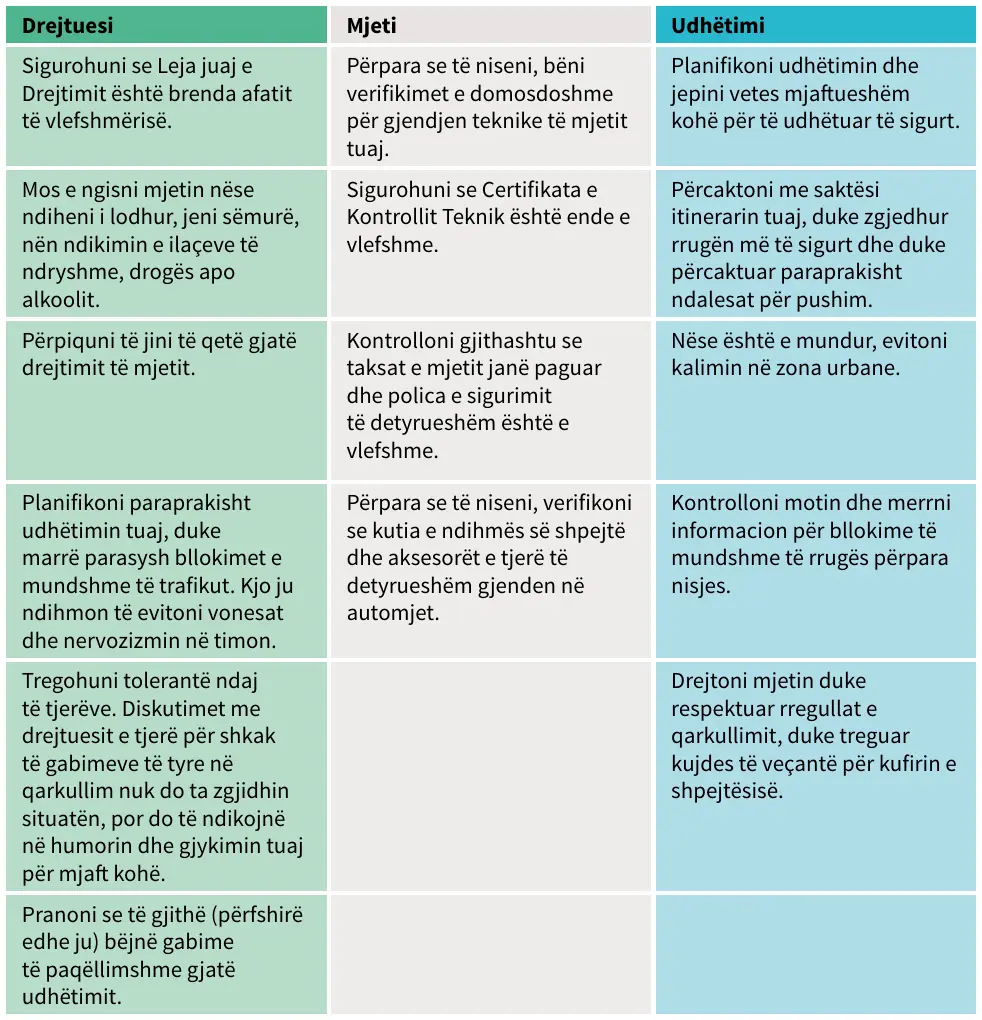 Drejtuesi
Mjeti
Udhëtimi
Sigurohuni se Leja juaj e
Drejtimit është brenda afatit
të vlefshmërisë.
Përpara se të niseni, bëni
verifikimet e domosdoshme
për gjendjen teknike të mjetit
tuaj.
Planifikoni udhëtimin dhe
jepini vetes mjaftueshëm
kohë për të udhëtuar të sigurt.
Mos e ngisni mjetin nëse
ndiheni i lodhur, jeni sëmurë,
nën ndikimin e ilaçeve të
ndryshme, drogës apo
alkoolit.
Sigurohuni se Certifikata e
Kontrollit Teknik është ende e
vlefshme.
Përcaktoni me saktësi
itinerarin tuaj, duke zgjedhur
rrugën më të sigurt dhe duke
përcaktuar paraprakisht
ndalesat për pushim.
Përpiquni të jini të qetë gjatë
drejtimit të mjetit.
Kontrolloni gjithashtu se
taksat e mjetit janë paguar
dhe polica e sigurimit
të detyrueshëm është e
vlefshme.
Nëse është e mundur, evitoni
kalimin në zona urbane.
Planifikoni paraprakisht
udhëtimin tuaj, duke
marrë parasysh bllokimet e
mundshme të trafikut. Kjo ju
ndihmon të evitoni vonesat
dhe nervozizmin në timon.
Përpara se të niseni, verifikoni
se kutia e ndihmës së shpejtë
dhe aksesorët e tjerë të
detyrueshëm gjenden në
automjet.
Kontrolloni motin dhe merrni
informacion për bllokime të
mundshme të rrugës përpara
nisjes.
Tregohuni tolerantë ndaj
të tjerëve. Diskutimet me
drejtuesit e tjerë për shkak
të gabimeve të tyre në
qarkullim nuk do ta zgjidhin
situatën, por do të ndikojnë
në humorin dhe gjykimin tuaj
për mjaft kohë.
Drejtoni mjetin duke
respektuar rregullat e
qarkullimit, duke treguar
kujdes të veçantë për kufirin e
shpejtësisë.
Pranoni se të gjithë (përfshirë
edhe ju) bëjnë gabime
të paqëllimshme gjatë
udhëtimit.